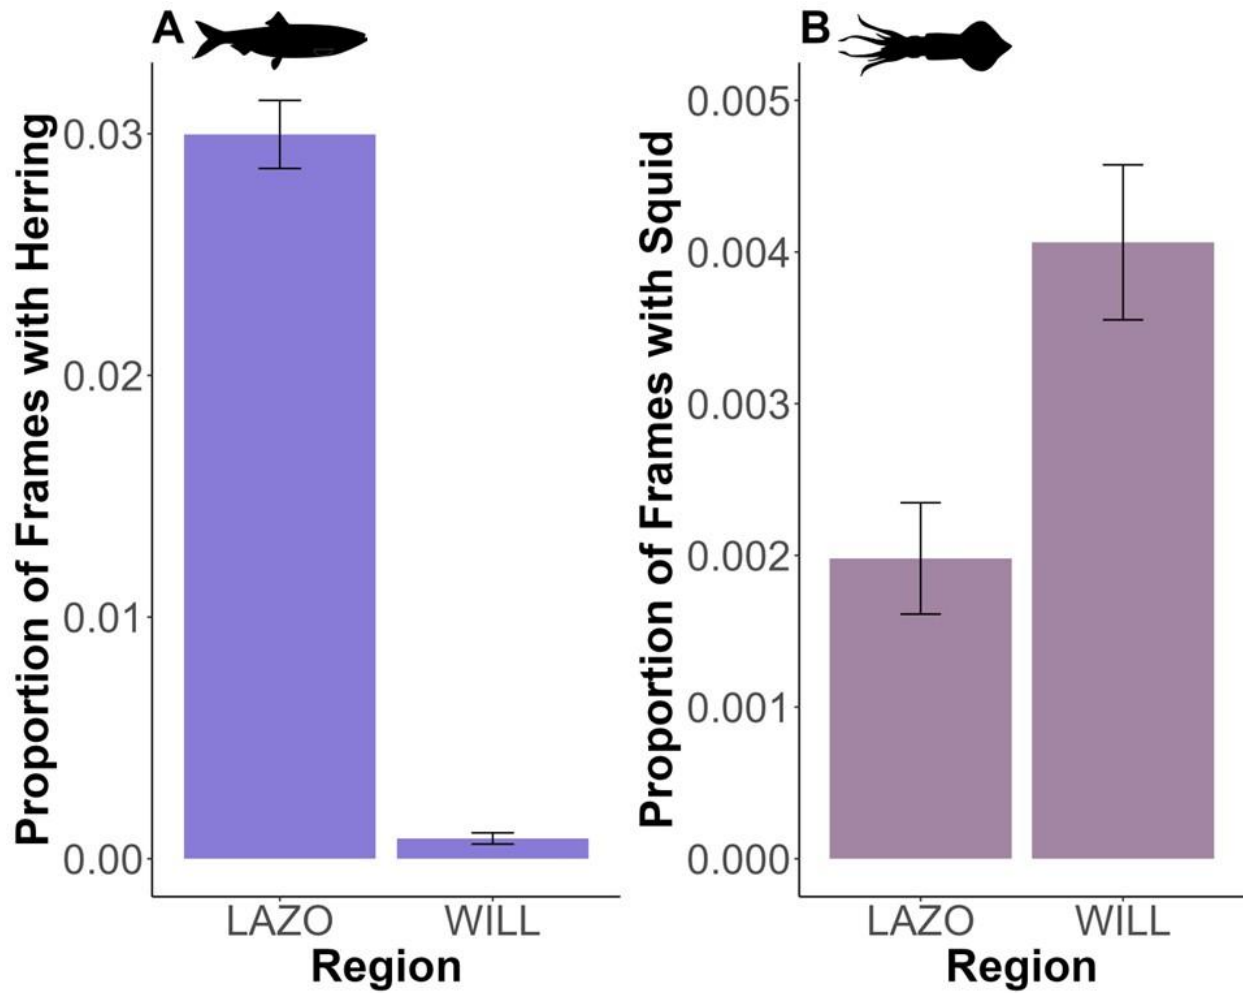 A
Proportion of Frames with Herring
0.03
0.02
0.01
0.00
LAZO WILL
Region
B
Proportion of Frames with Squid
0.005
0.004
0.003
0.002
0.001
0.000
LAZO WILL
Region